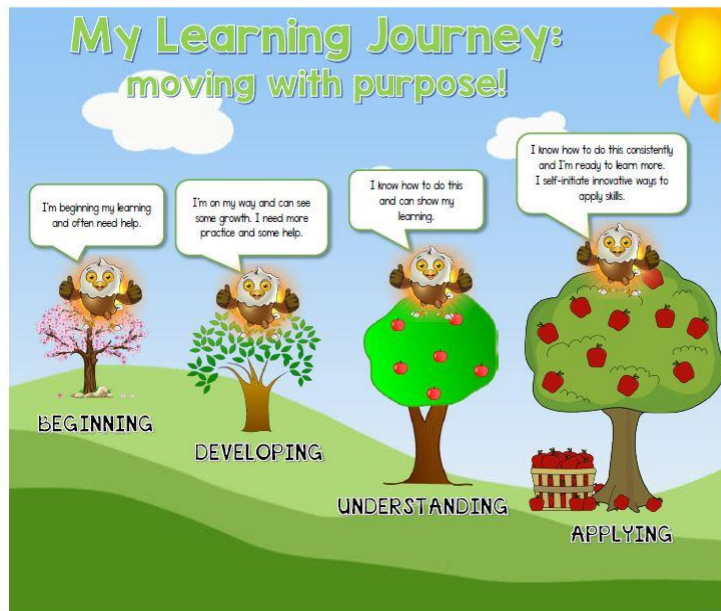 My Learning Journey:
moving with purpose!
I'm beginning my learning
and often need help.
I'm on my way and can see
some growth. I need more
practice and some help.
I know how to do this
and can show my
learning.
I know how to do this consistently
and I'm ready to learn more.
I self-initiate innovative ways to
apply skills.
BEGINNING
DEVELOPING
UNDERSTANDING
APPLYING